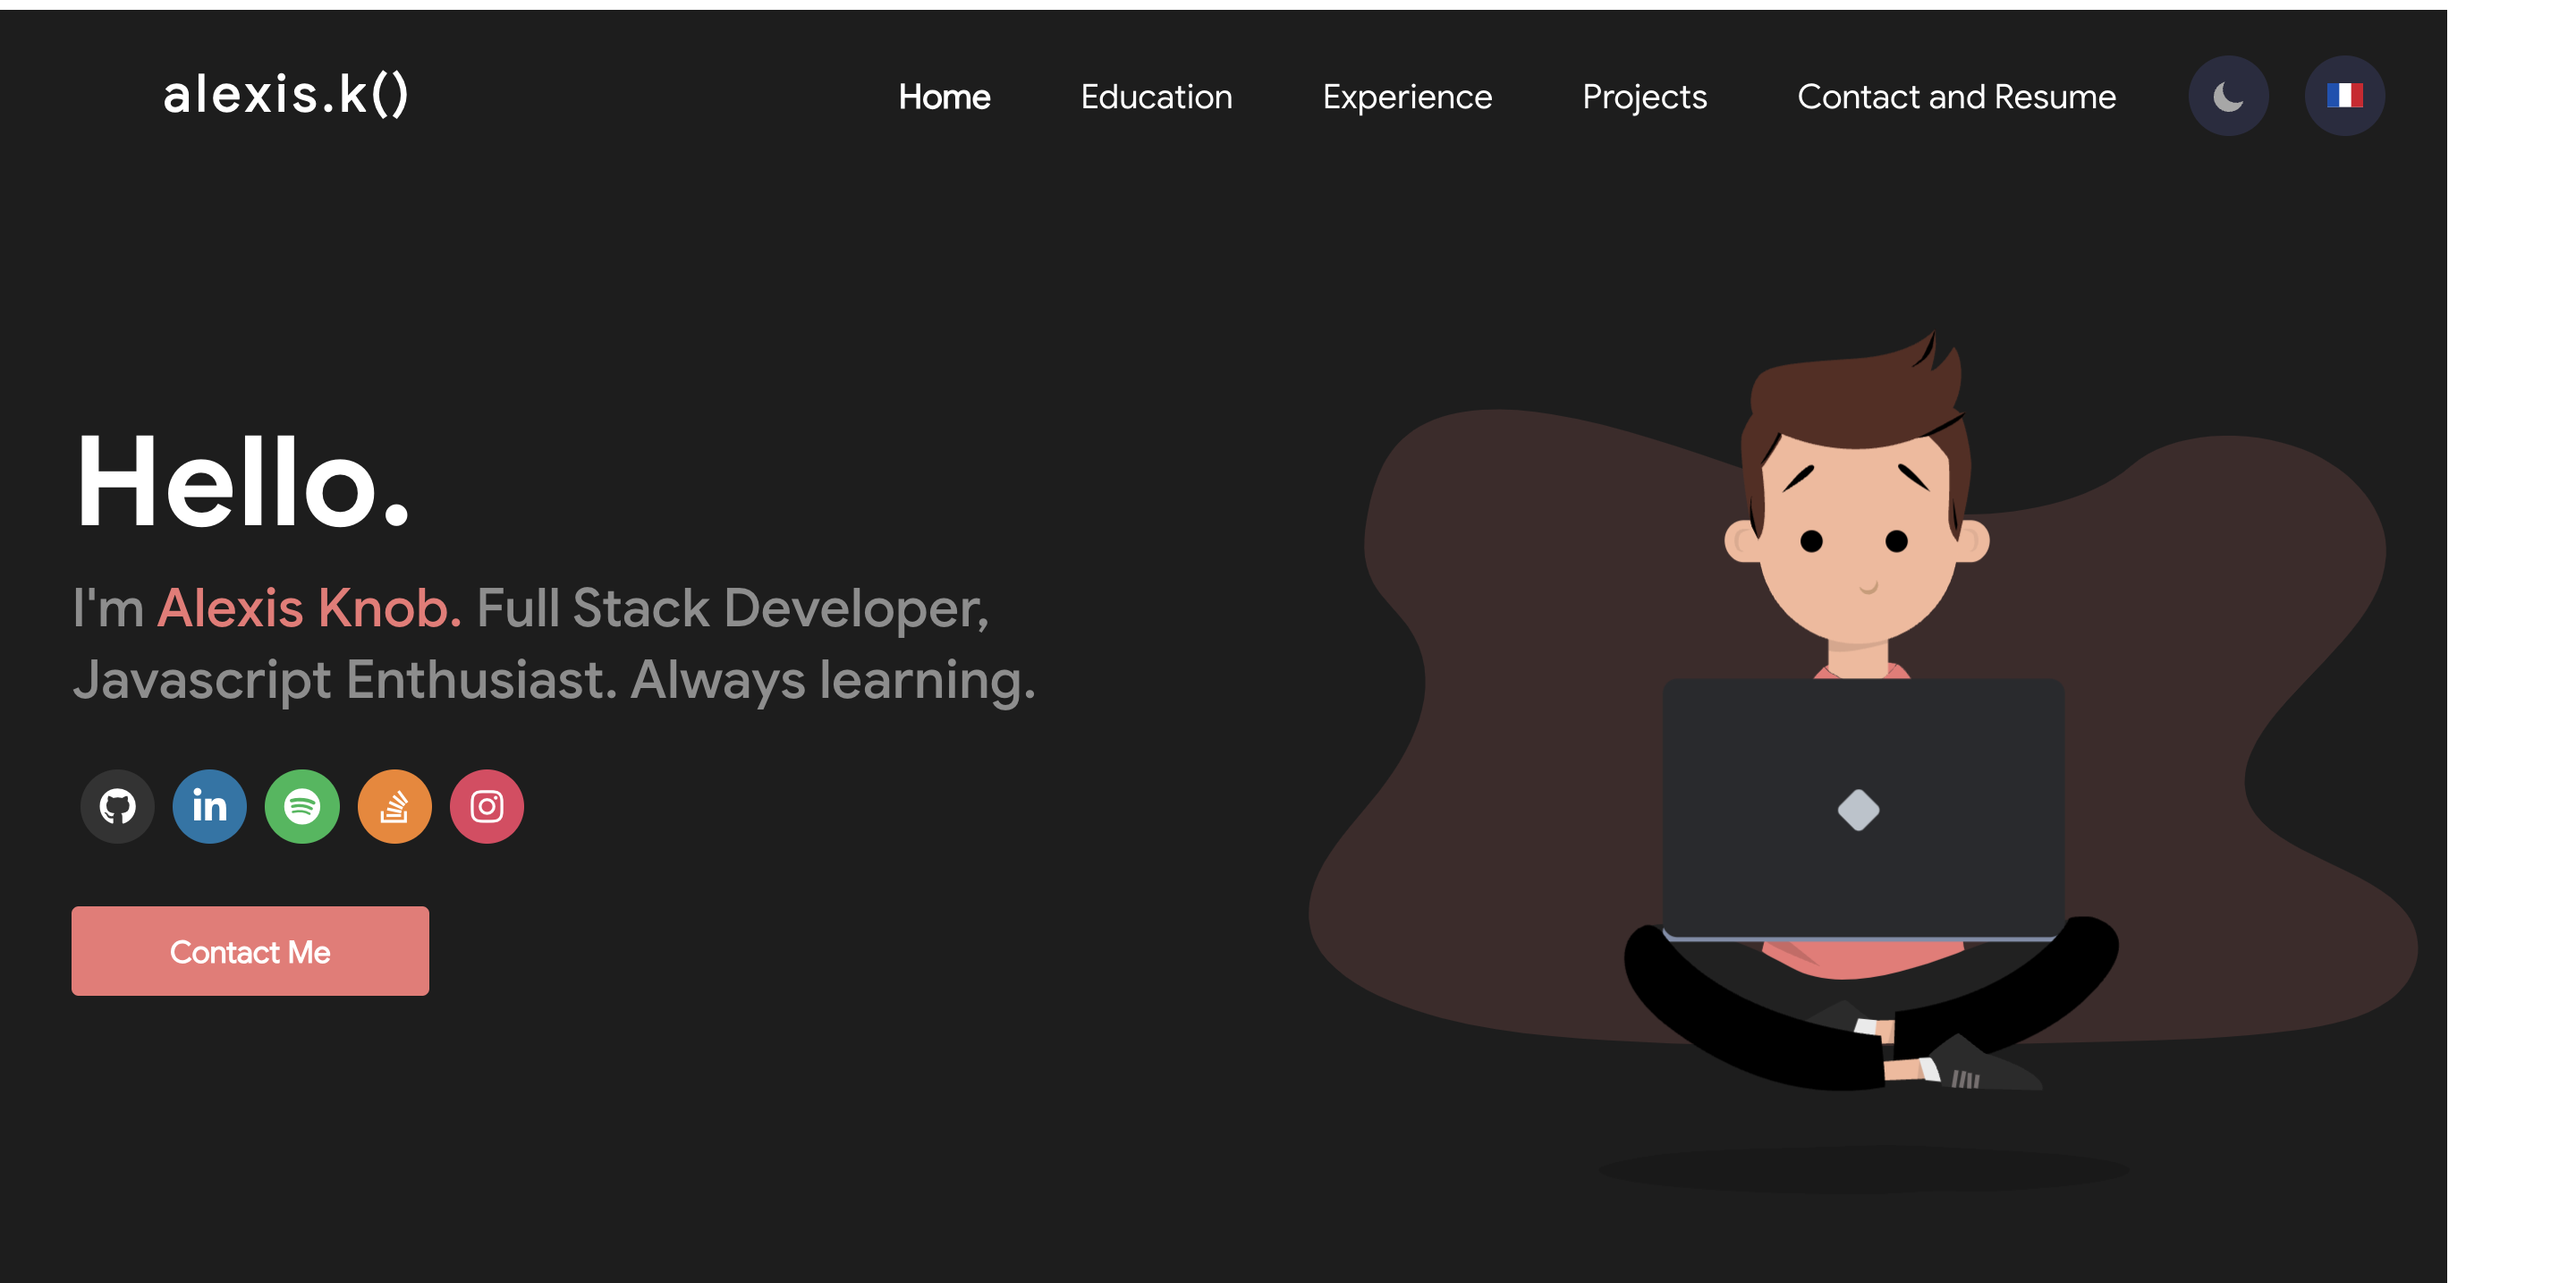 alexis.k()
Home Education Experience Projects Contact and Resume
Hello.
I'm Alexis Knob. Full Stack Developer,
Javascript Enthusiast. Always learning.
in
Contact Me